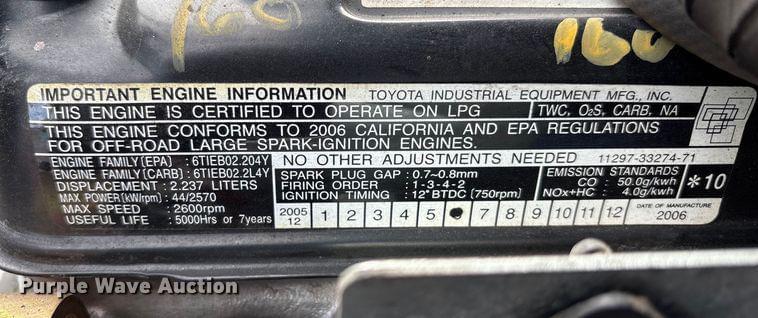 160
160
IMPORTANT ENGINE INFORMATION TOYOTA INDUSTRIAL EQUIPMENT MFG., INC.
THIS ENGINE IS CERTIFIED TO OPERATE ON LPG TWC, O2S, CARB, NA
THIS ENGINE CONFORMS TO 2006 CALIFORNIA AND EPA REGULATIONS
FOR OFF-ROAD LARGE SPARK-IGNITION ENGINES.
ENGINE FAMILY(EPA) : 6TIEB02.204Y
ENGINE FAMILY(CARB) : 6TIEB02.2L4Y
DISPLACEMENT : 2.237 LITERS
MAX POWER(kW/rpm) : 44/2570
MAX SPEED : 2600rpm
USEFUL LIFE : 5000Hrs or 7years
NO OTHER ADJUSTMENTS NEEDED 11297-33274-71
SPARK PLUG GAP : 0.7~0.8mm
FIRING ORDER : 1-3-4-2
IGNITION TIMING : 12°BTDC (750rpm)
EMISSION STANDARDS
CO : 50.0g/kwh
NOx+HC : 4.0g/kwh
*10
2005 12 1 2 3 4 5 7 8 9 10 11 12 DATE OF MANUFACTURE 2006
Purple Wave Auction